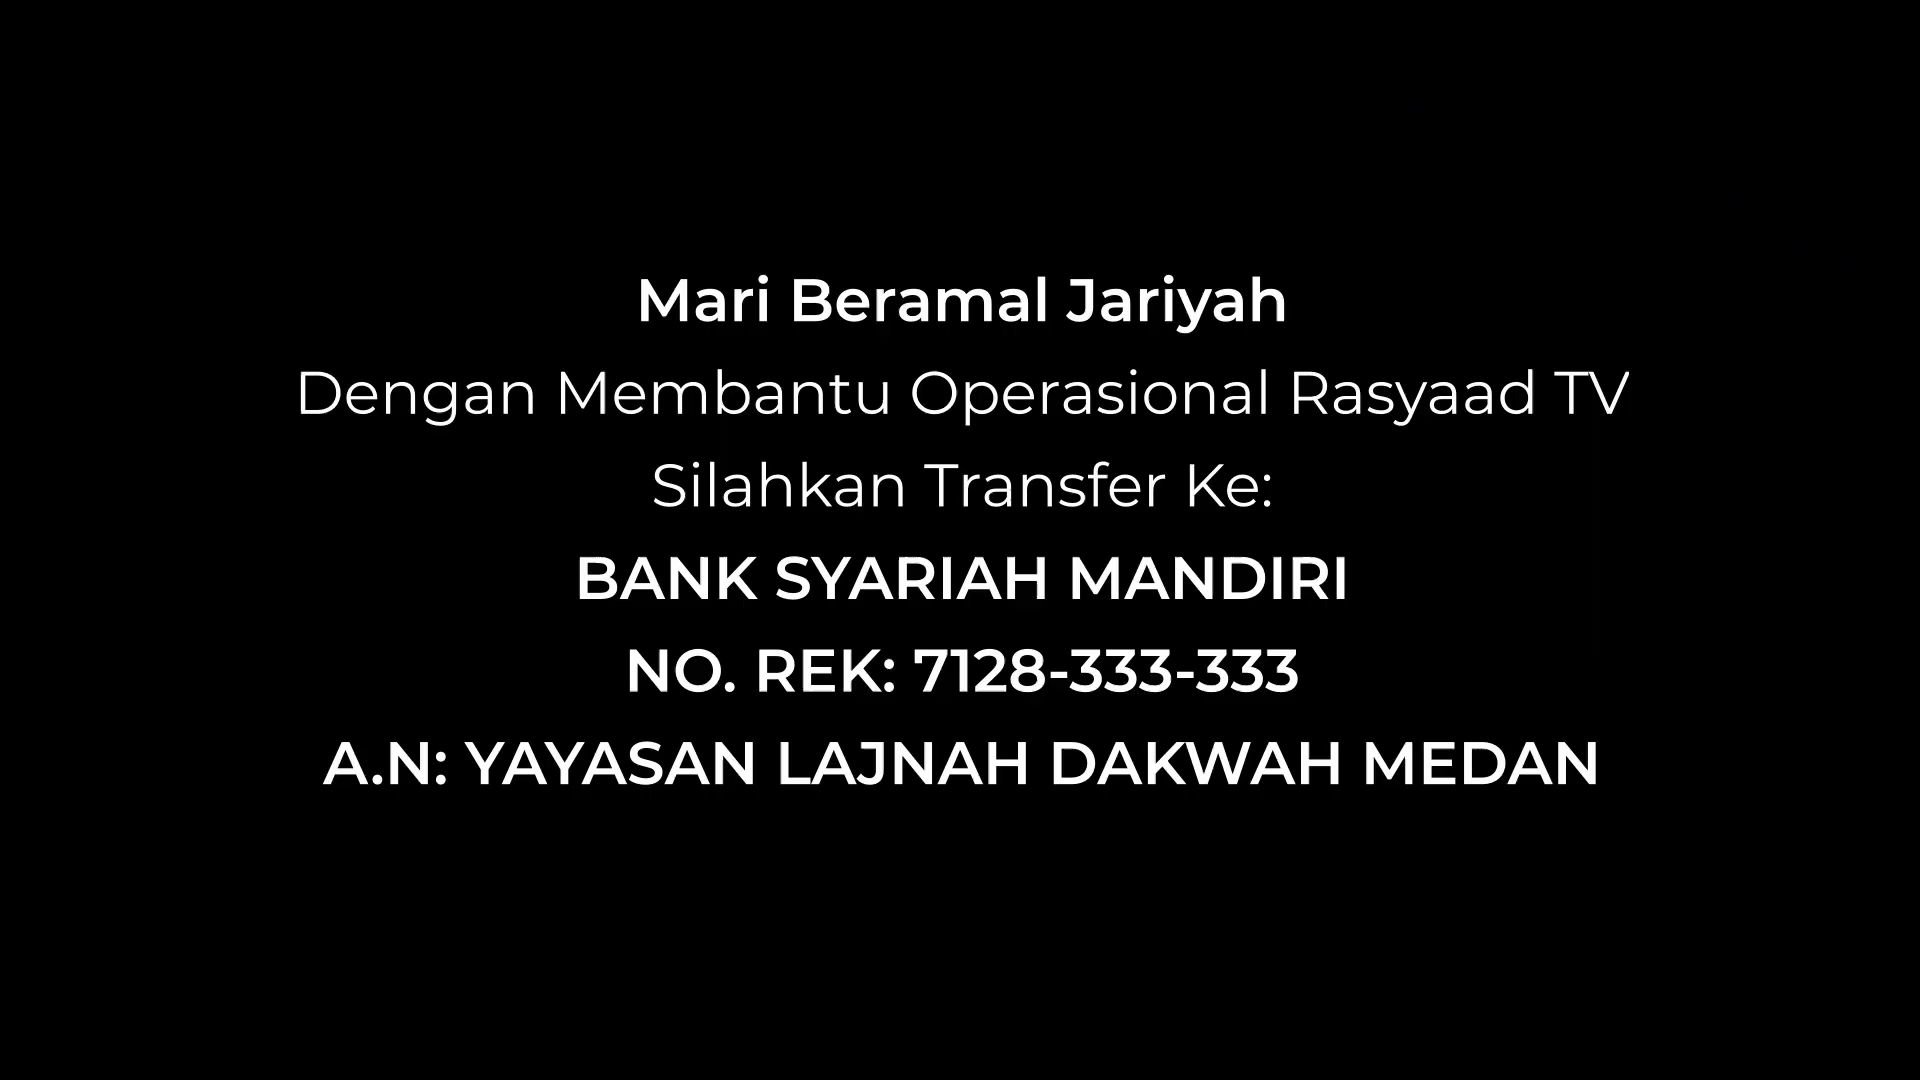 Mari Beramal Jariyah
Dengan Membantu Operasional Rasyaad TV
Silahkan Transfer Ke:
BANK SYARIAH MANDIRI
NO. REK: 7128-333-333
A.N: YAYASAN LAJNAH DAKWAH MEDAN